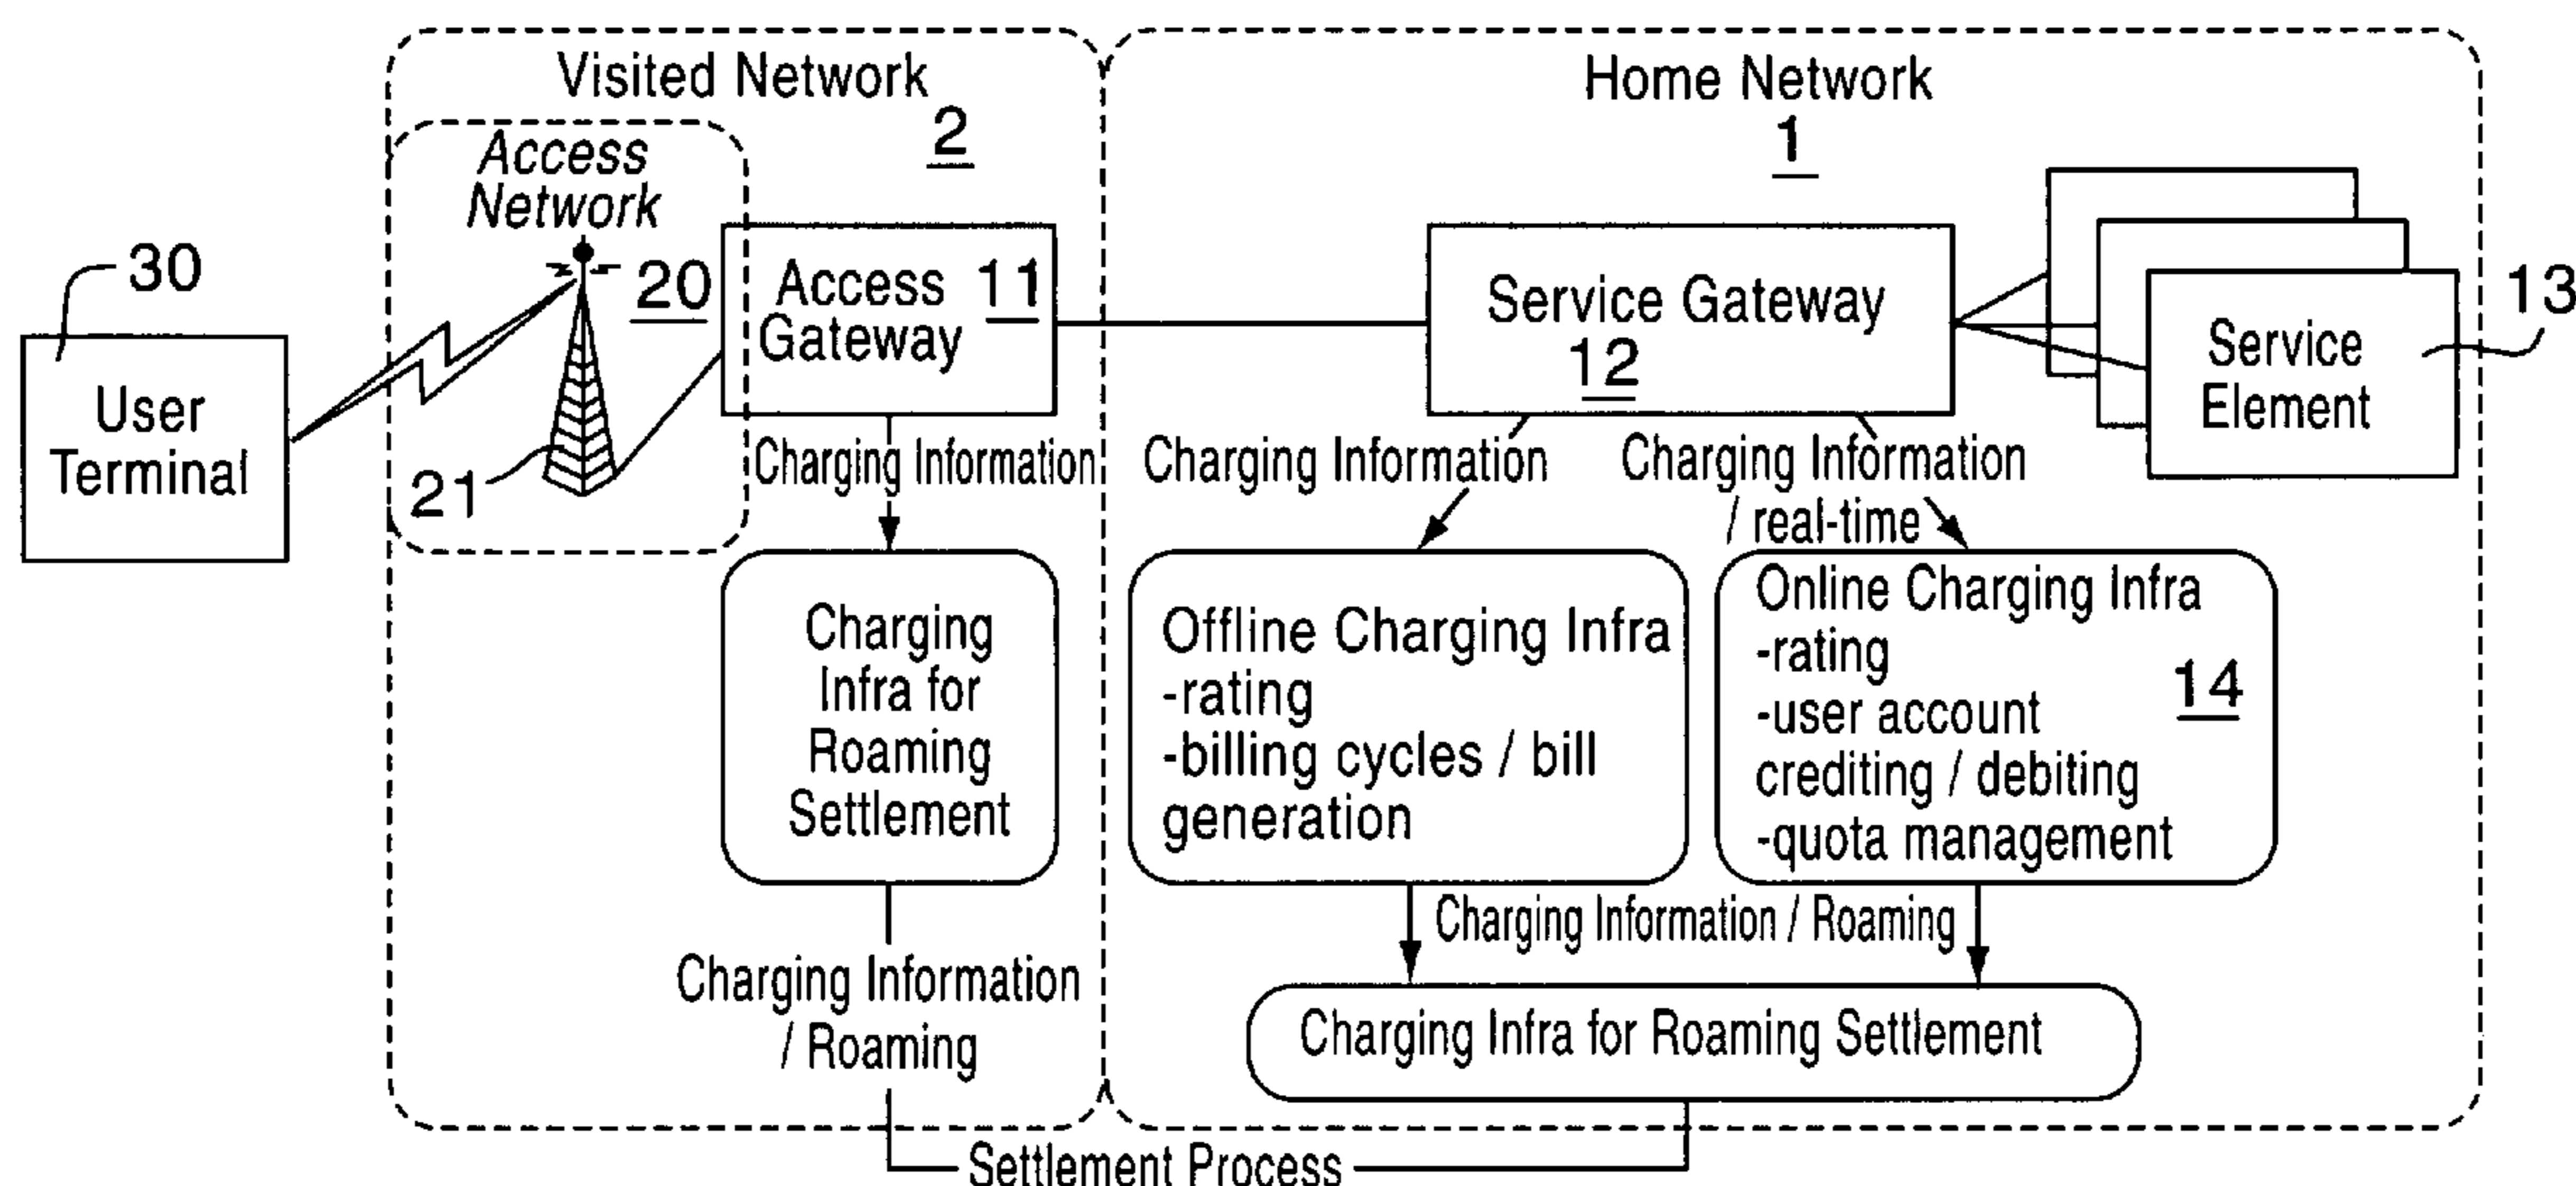 Visited Network
2
Home Network
1
Access
Network
20
21
30
User
Terminal
Access
Gateway
11
Service Gateway
12
Service
Element
13
Charging Information
Charging Information
Charging Information
/ real-time
Charging
Infra for
Roaming
Settlement
Offline Charging Infra
-rating
-billing cycles / bill
generation
Online Charging Infra
-rating
-user account
crediting / debiting
-quota management
14
Charging Information
/ Roaming
Charging Information / Roaming
Charging Infra for Roaming Settlement
Settlement Process